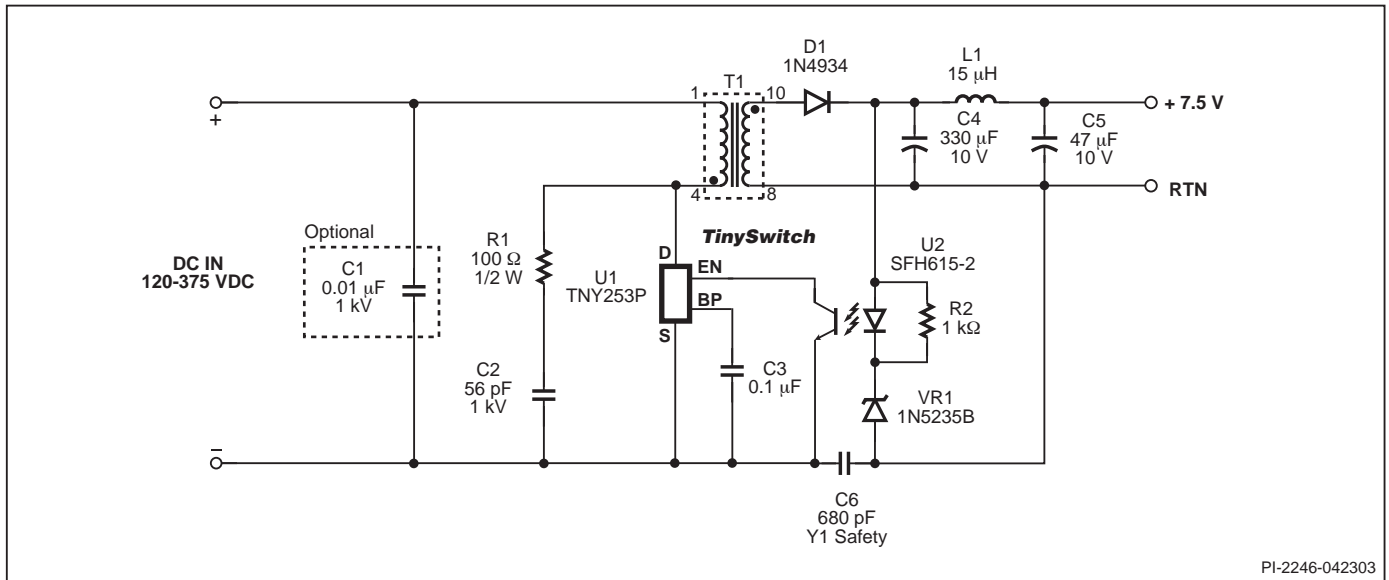 D1
1N4934
L1
15 µH
T1
1
10
+ 7.5 V
+
C4
330 µF
10 V
C5
47 µF
10 V
4
8
RTN
Optional
C1
0.01 µF
1 kV
DC IN
120-375 VDC
R1
100 Ω
1/2 W
TinySwitch
D
EN
U1
TNY253P
BP
S
U2
SFH615-2
R2
1 kΩ
C2
56 pF
1 kV
C3
0.1 µF
VR1
1N5235B
–
C6
680 pF
Y1 Safety
PI-2246-042303